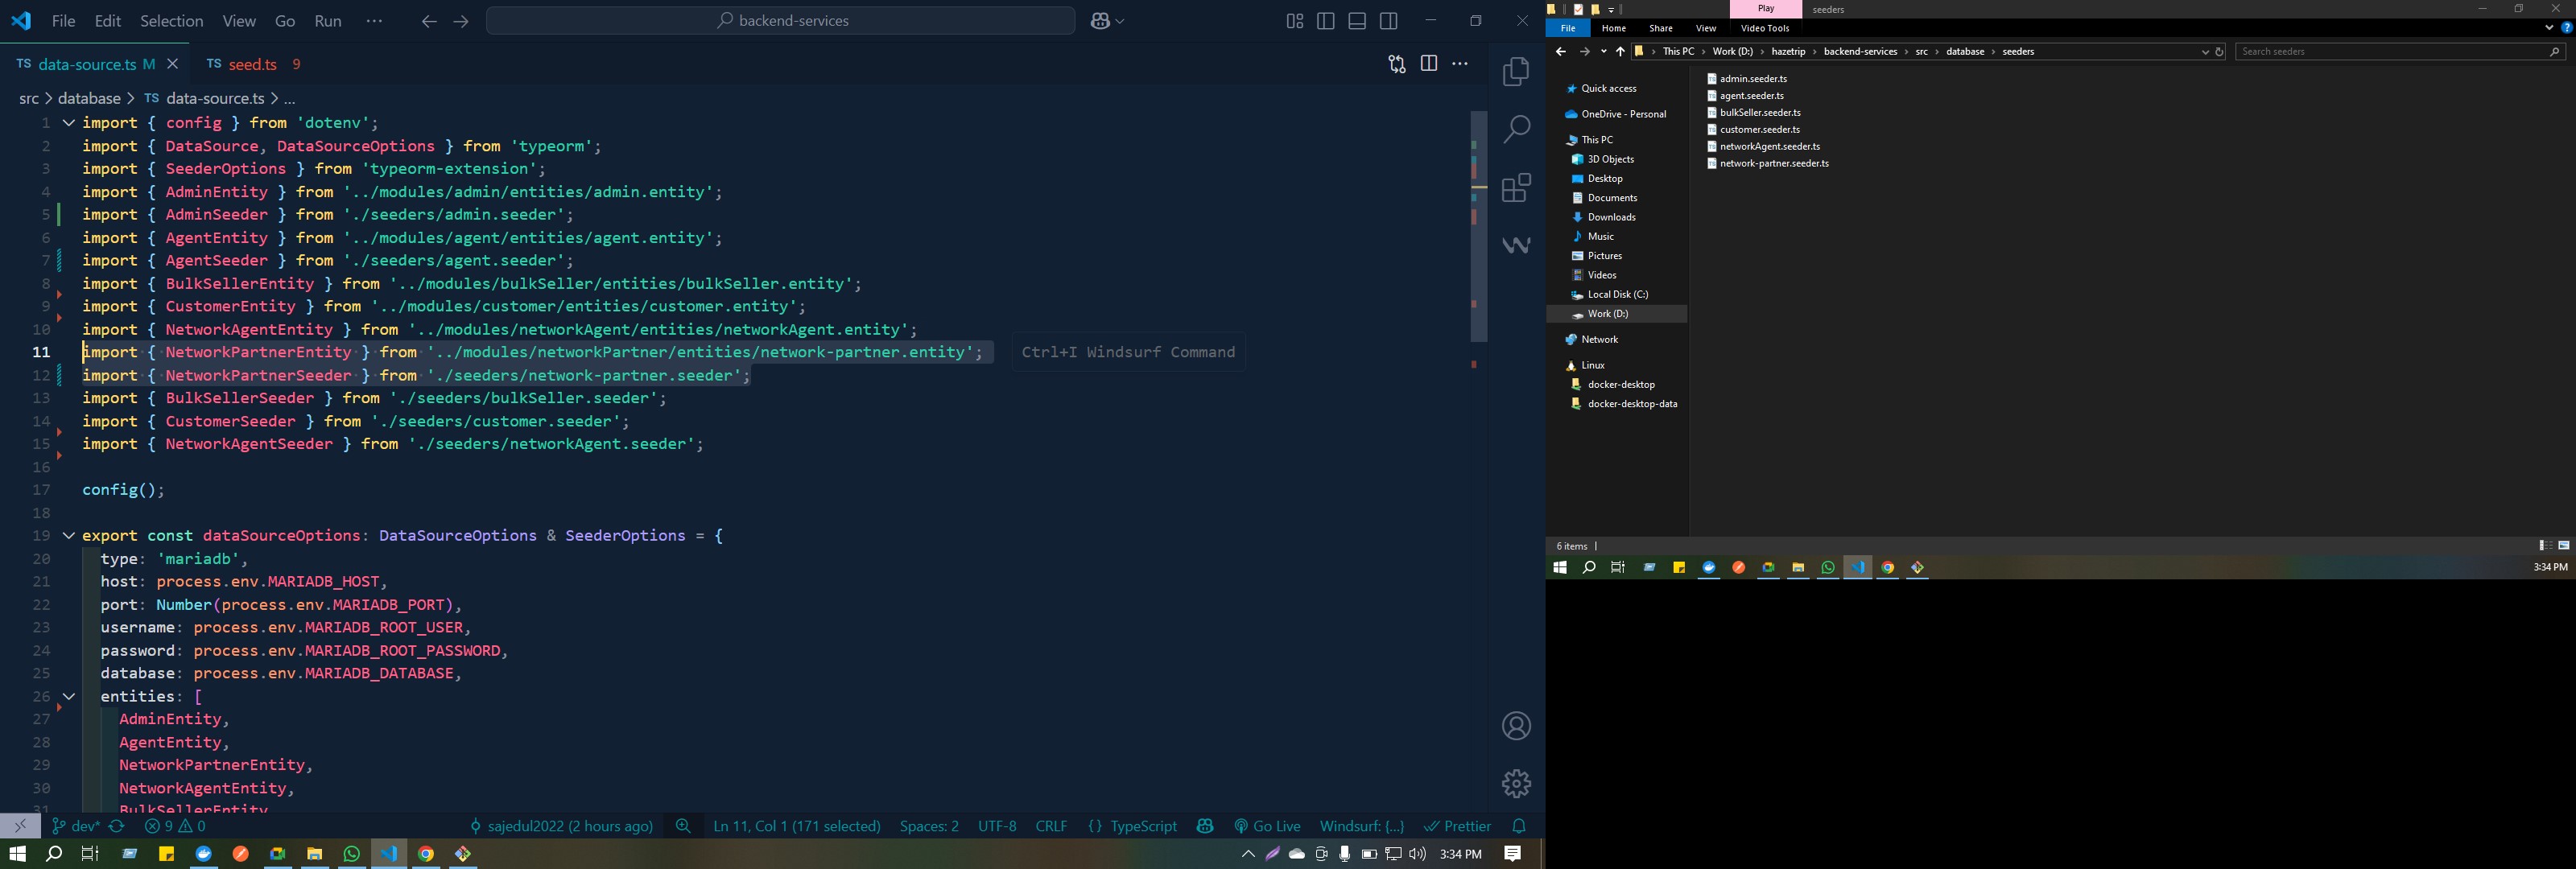 File Edit Selection View Go Run ··· backend-services
TS data-source.ts M TS seed.ts 9
src > database > TS data-source.ts > ...
1 import { config } from 'dotenv';
2 import { DataSource, DataSourceOptions } from 'typeorm';
3 import { SeederOptions } from 'typeorm-extension';
4 import { AdminEntity } from '../modules/admin/entities/admin.entity';
5 import { AdminSeeder } from './seeders/admin.seeder';
6 import { AgentEntity } from '../modules/agent/entities/agent.entity';
7 import { AgentSeeder } from './seeders/agent.seeder';
8 import { BulkSellerEntity } from '../modules/bulkSeller/entities/bulkSeller.entity';
9 import { CustomerEntity } from '../modules/customer/entities/customer.entity';
10 import { NetworkAgentEntity } from '../modules/networkAgent/entities/networkAgent.entity';
11 import { NetworkPartnerEntity } from '../modules/networkPartner/entities/network-partner.entity'; Ctrl+I Windsurf Command
12 import { NetworkPartnerSeeder } from './seeders/network-partner.seeder';
13 import { BulkSellerSeeder } from './seeders/bulkSeller.seeder';
14 import { CustomerSeeder } from './seeders/customer.seeder';
15 import { NetworkAgentSeeder } from './seeders/networkAgent.seeder';
16
17 config();
18
19 export const dataSourceOptions: DataSourceOptions & SeederOptions = {
20 type: 'mariadb',
21 host: process.env.MARIADB_HOST,
22 port: Number(process.env.MARIADB_PORT),
23 username: process.env.MARIADB_ROOT_USER,
24 password: process.env.MARIADB_ROOT_PASSWORD,
25 database: process.env.MARIADB_DATABASE,
26 entities: [
27 AdminEntity,
28 AgentEntity,
29 NetworkPartnerEntity,
30 NetworkAgentEntity,
31 BulkSellerEntity
dev* 9 0 sajedul2022 (2 hours ago) Ln 11, Col 1 (171 selected) Spaces: 2 UTF-8 CRLF {} TypeScript Go Live Windsurf: {...} Prettier
3:34 PM
Play seeders
File Home Share View Video Tools
This PC > Work (D:) > hazetrip > backend-services > src > database > seeders Search seeders
Quick access
OneDrive - Personal
This PC
3D Objects
Desktop
Documents
Downloads
Music
Pictures
Videos
Local Disk (C:)
Work (D:)
Network
Linux
docker-desktop
docker-desktop-data
admin.seeder.ts
agent.seeder.ts
bulkSeller.seeder.ts
customer.seeder.ts
networkAgent.seeder.ts
network-partner.seeder.ts
6 items
3:34 PM